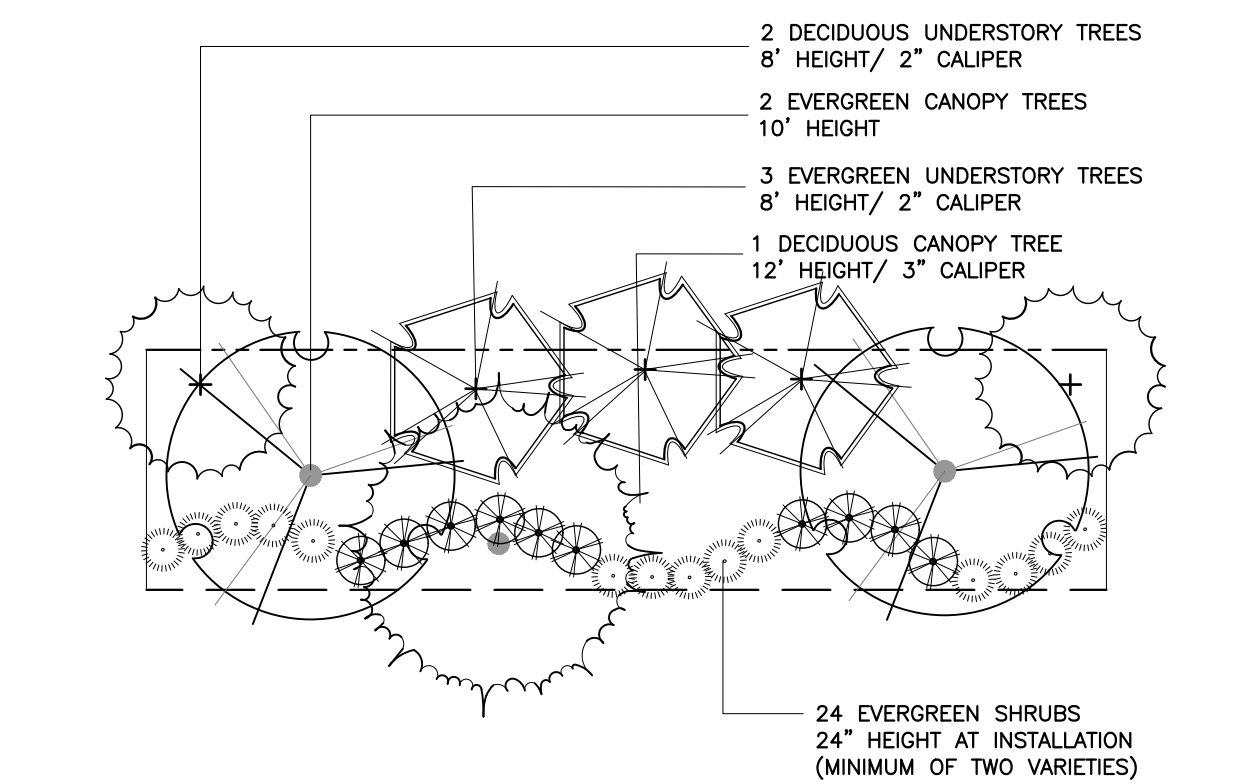 2 DECIDUOUS UNDERSTORY TREES
8' HEIGHT/ 2" CALIPER
2 EVERGREEN CANOPY TREES
10' HEIGHT
3 EVERGREEN UNDERSTORY TREES
8' HEIGHT/ 2" CALIPER
1 DECIDUOUS CANOPY TREE
12' HEIGHT/ 3" CALIPER
24 EVERGREEN SHRUBS
24" HEIGHT AT INSTALLATION
(MINIMUM OF TWO VARIETIES)